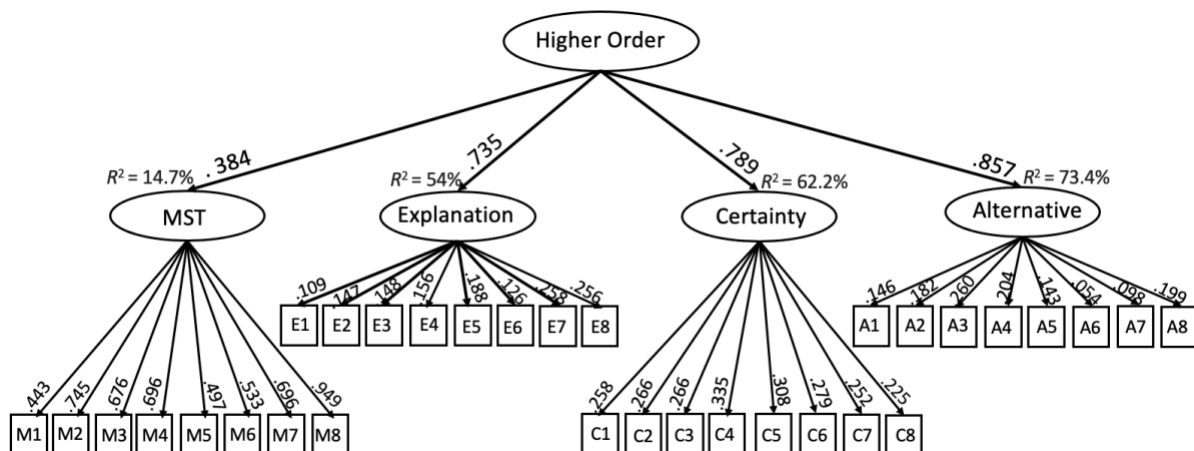 Higher Order
.384
.735
.789
.857
R² = 14.7%
R² = 54%
R² = 62.2%
R² = 73.4%
MST
Explanation
Certainty
Alternative
.109 .147 .148 .156 .188 .126 .258 .256
.146 .182 .260 .204 .143 .054 .098 .199
E1 E2 E3 E4 E5 E6 E7 E8
A1 A2 A3 A4 A5 A6 A7 A8
.443 .745 .676 .696 .497 .533 .696 .949
.258 .266 .266 .335 .308 .279 .252 .225
M1 M2 M3 M4 M5 M6 M7 M8
C1 C2 C3 C4 C5 C6 C7 C8